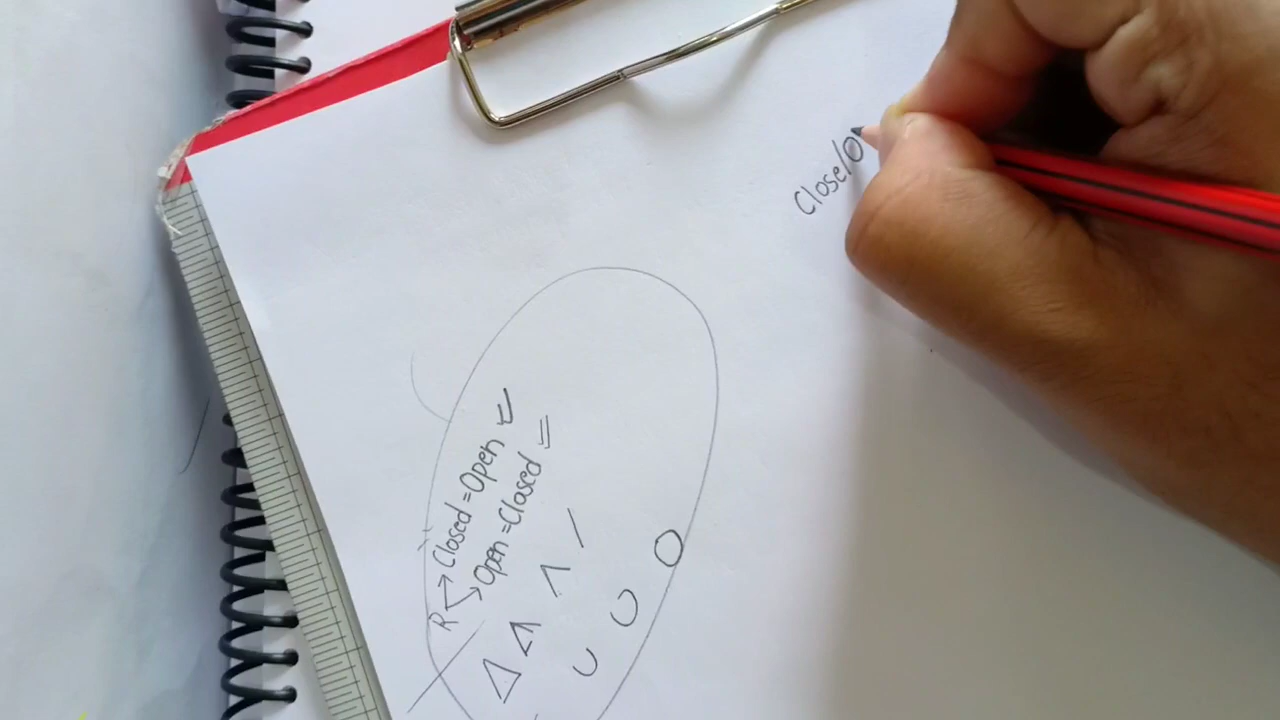 Close/O
R → Closed = Open
→ Open = Closed